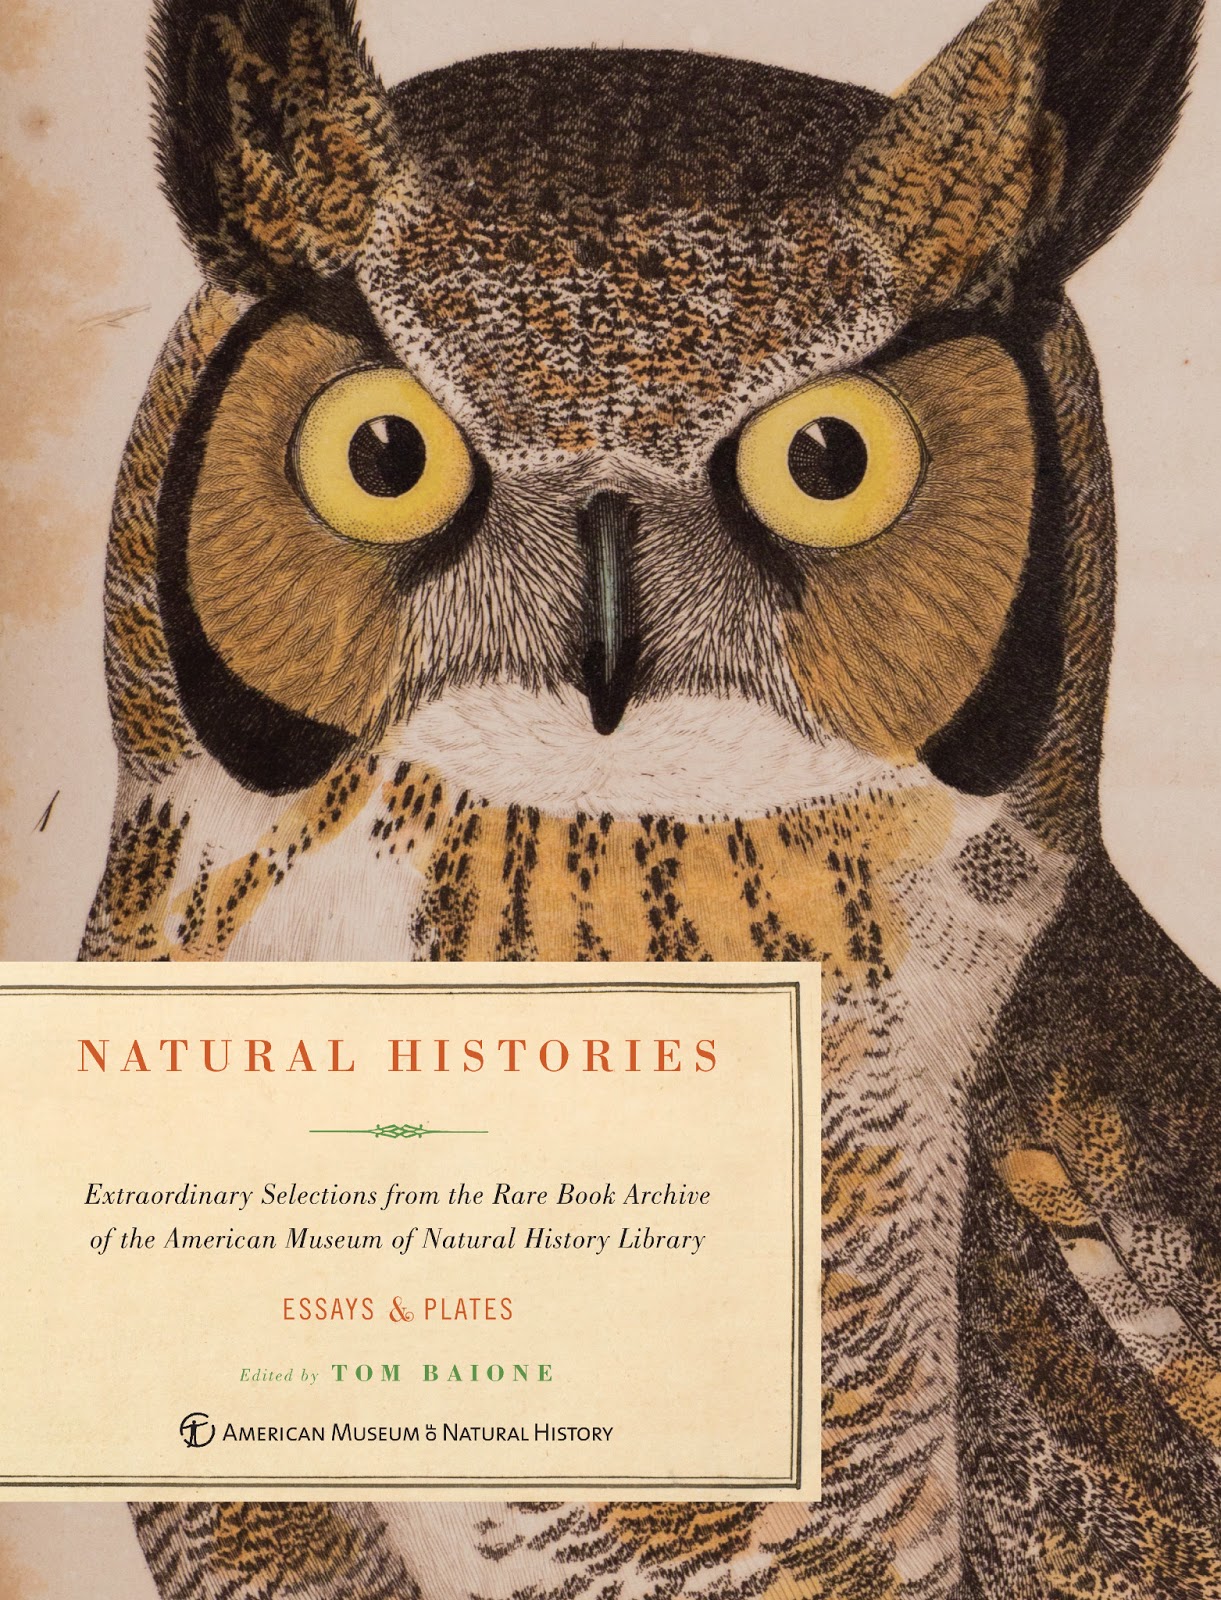 NATURAL HISTORIES
Extraordinary Selections from the Rare Book Archive
of the American Museum of Natural History Library
ESSAYS & PLATES
Edited by TOM BAIONE
AMERICAN MUSEUM OF NATURAL HISTORY